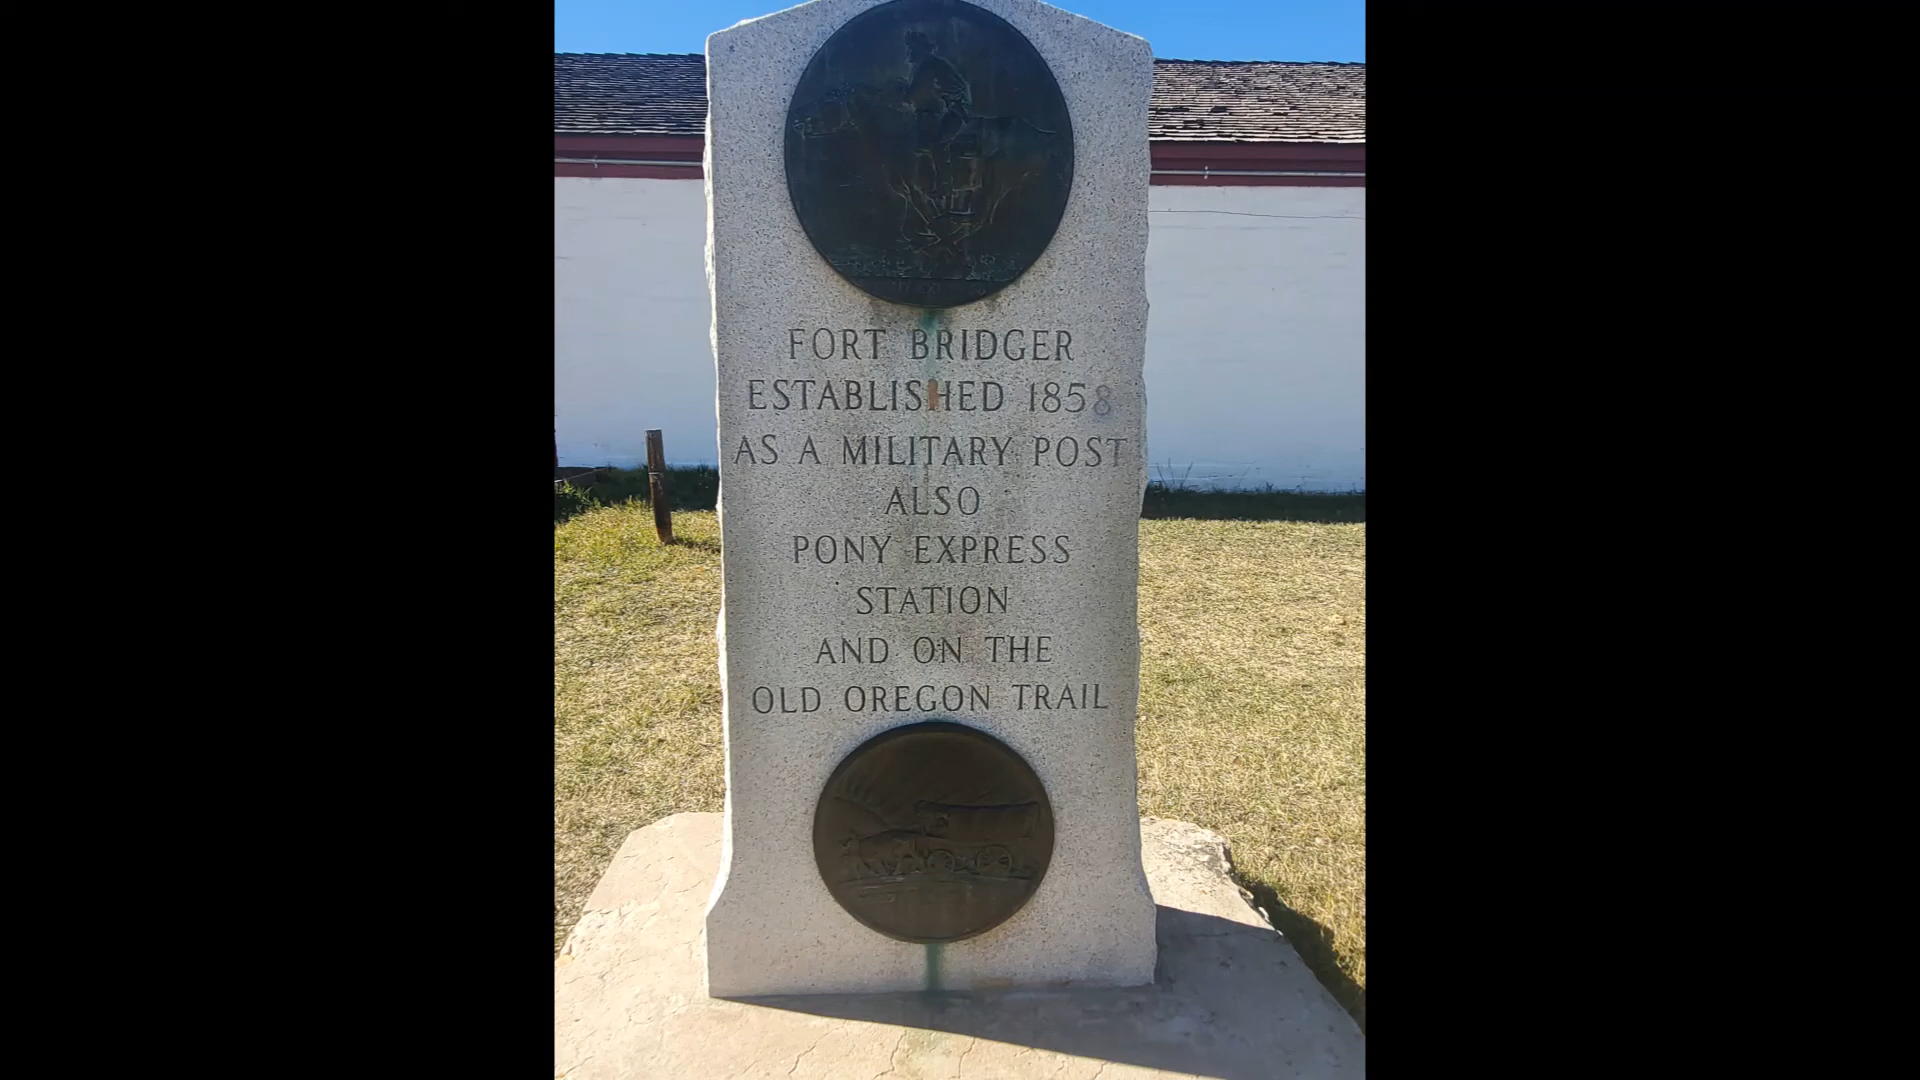 FORT BRIDGER
ESTABLISHED 1858
AS A MILITARY POST
ALSO
PONY EXPRESS
STATION
AND ON THE
OLD OREGON TRAIL